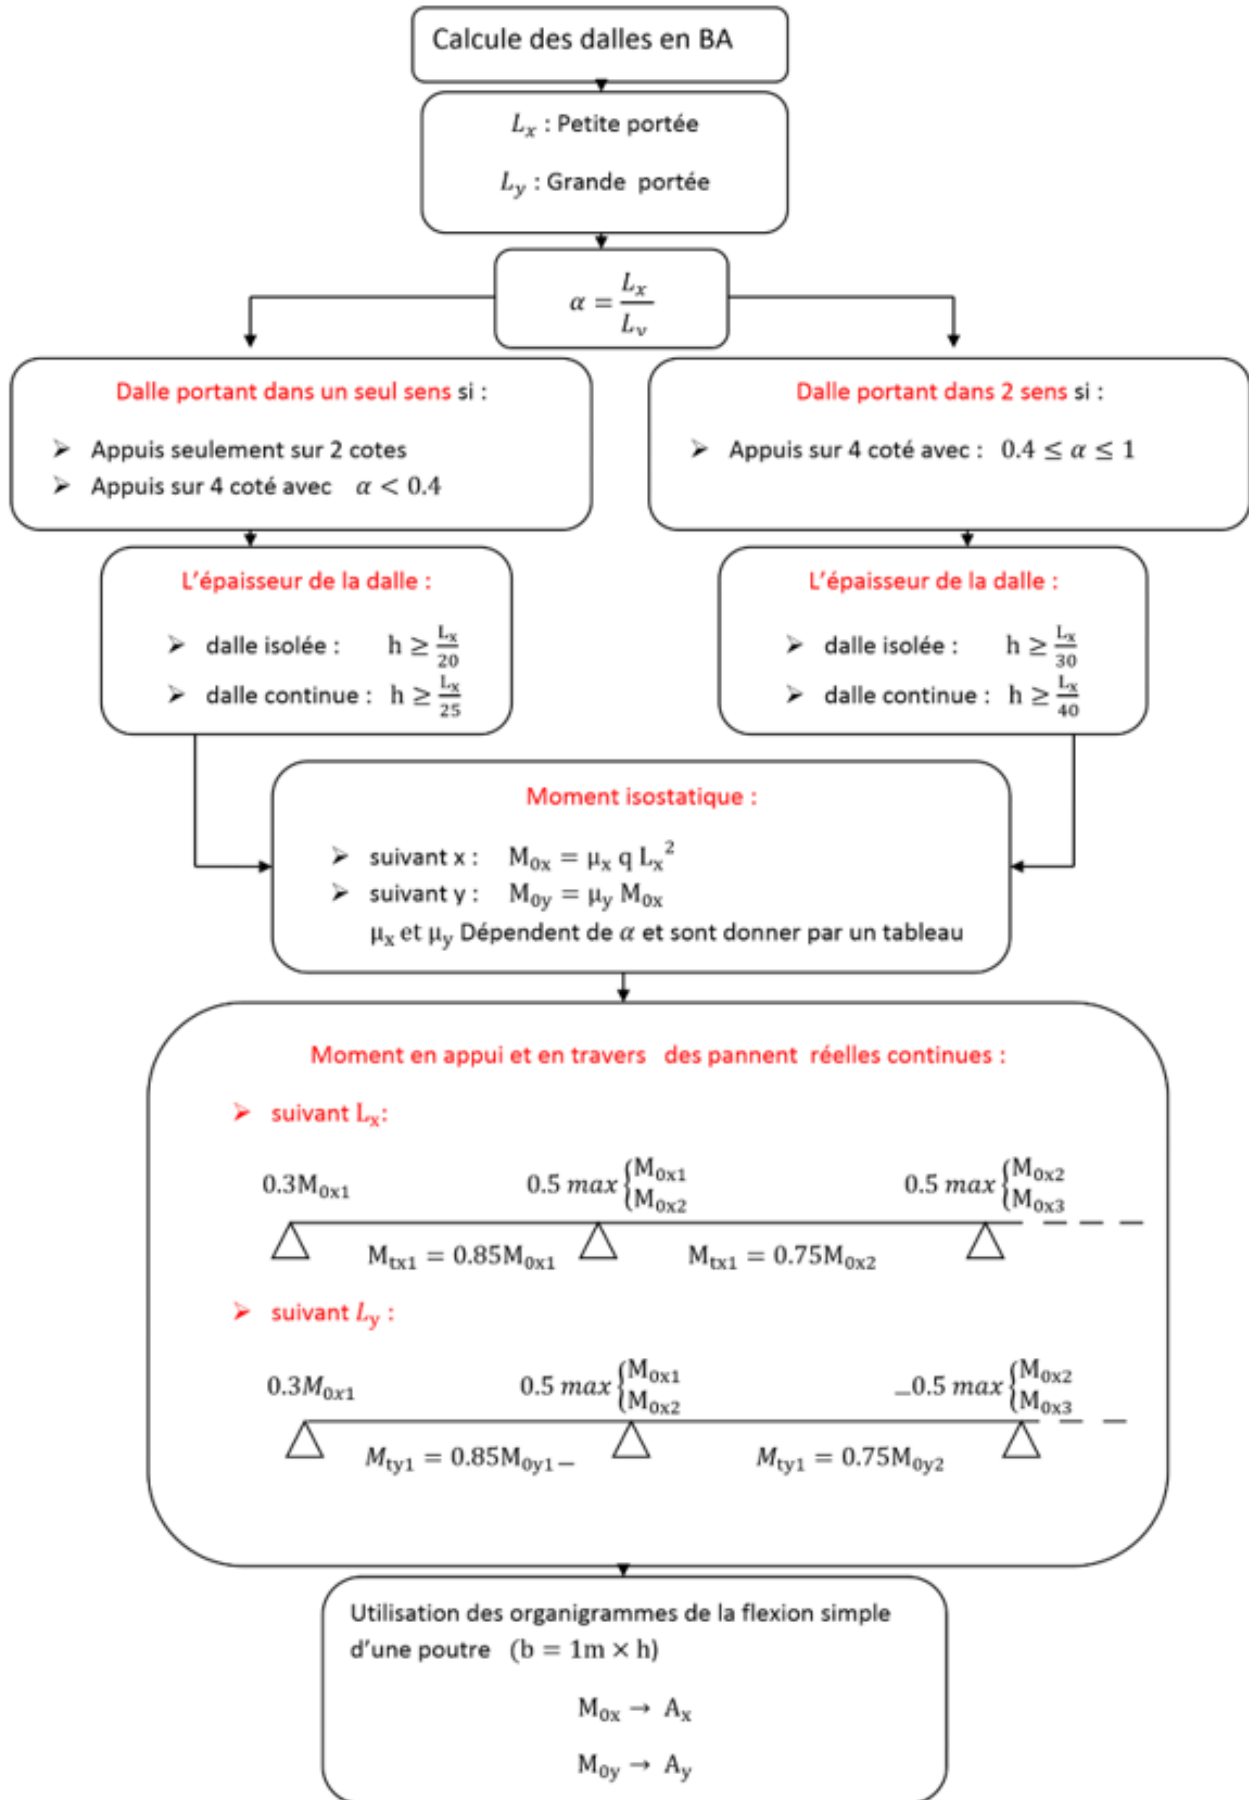 Calcule des dalles en BA
L_x : Petite portée
L_y : Grande portée
α = L_x / L_y
Dalle portant dans un seul sens si :
➢ Appuis seulement sur 2 cotes
➢ Appuis sur 4 coté avec α < 0.4
Dalle portant dans 2 sens si :
➢ Appuis sur 4 coté avec : 0.4 ≤ α ≤ 1
L'épaisseur de la dalle :
➢ dalle isolée : h ≥ L_x/20
➢ dalle continue : h ≥ L_x/25
L'épaisseur de la dalle :
➢ dalle isolée : h ≥ L_x/30
➢ dalle continue : h ≥ L_x/40
Moment isostatique :
➢ suivant x : M_0x = μ_x q L_x²
➢ suivant y : M_0y = μ_y M_0x
μ_x et μ_y Dépendent de α et sont donner par un tableau
Moment en appui et en travers des pannent réelles continues :
➢ suivant L_x:
0.3M_0x1 0.5 max {M_0x1 M_0x2 0.5 max {M_0x2 M_0x3
M_tx1 = 0.85M_0x1 M_tx1 = 0.75M_0x2
➢ suivant L_y :
0.3M_0x1 0.5 max {M_0x1 M_0x2 _0.5 max {M_0x2 M_0x3
M_ty1 = 0.85M_0y1 – M_ty1 = 0.75M_0y2
Utilisation des organigrammes de la flexion simple
d'une poutre (b = 1m × h)
M_0x → A_x
M_0y → A_y